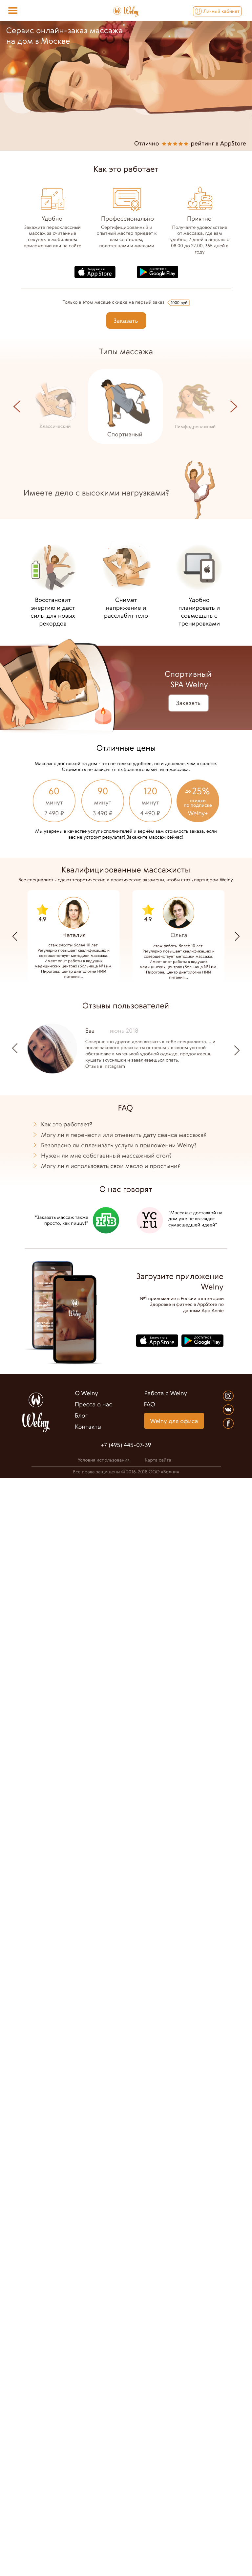 Welny
Личный кабинет
Сервис онлайн-заказ массажа
на дом в Москве
Отлично ★★★★★ рейтинг в AppStore
Как это работает
Удобно
Закажите первоклассный
массаж за считанные
секунды в мобильном
приложении или на сайте
Профессионально
Сертифицированный и
опытный мастер приедет к
вам со столом,
полотенцами и маслами
Приятно
Получайте удовольствие
от массажа, где вам
удобно, 7 дней в неделю с
08.00 до 22.00, 365 дней в
году
App Store
Google Play
Только в этом месяце скидка на первый заказ 1000 руб.
Заказать
Типы массажа
Классический
Спортивный
Лимфодренажный
Имеете дело с высокими нагрузками?
Восстановит
энергию и даст
силы для новых
рекордов
Снимет
напряжение и
расслабит тело
Удобно
планировать и
совмещать с
тренировками
Спортивный
SPA Welny
Заказать
Отличные цены
Массаж с доставкой на дом - это не только удобнее, но и дешевле, чем в салоне.
Стоимость не зависит от выбранного вами типа массажа.
60
минут
2 490 ₽
90
минут
3 490 ₽
120
минут
4 490 ₽
до 25%
скидки
по подписке
Welny+
Мы уверены в качестве услуг исполнителей и вернём вам стоимость заказа, если
вас не устроит результат! Закажите массаж сейчас!
Квалифицированные массажисты
Все специалисты сдают теоретические и практические экзамены, чтобы стать партнёром Welny
4.9
Наталия
стаж работы более 10 лет.
Регулярно повышает квалификацию и
совершенствует методики массажа.
Имеет опыт работы в ведущих
медицинских центрах (больница №1 им.
Пирогова, центр диетологии НИИ
питания...
4.9
Ольга
стаж работы более 10 лет.
Регулярно повышает квалификацию и
совершенствует методики массажа.
Имеет опыт работы в ведущих
медицинских центрах (больница №1 им.
Пирогова, центр диетологии НИИ
питания...
Отзывы пользователей
Ева июнь 2018
Совершенно другое дело вызвать к себе специалиста,... и
после часового релакса ты остаешься в своем уютной
обстановке в мягенькой удобной одежде, продолжаешь
кушать вкусняшки и заваливаешься спать.
Отзыв в Instagram
FAQ
Как это работает?
Могу ли я перенести или отменить дату сеанса массажа?
Безопасно ли оплачивать услуги в приложении Welny?
Нужен ли мне собственный массажный стол?
Могу ли я использовать свои масло и простыни?
О нас говорят
"Заказать массаж также
просто, как пиццу!"
НТВ
vc.ru
"Массаж с доставкой на
дом уже не выглядит
сумасшедшей идеей"
Загрузите приложение
Welny
№1 приложение в России в категории
Здоровье и фитнес в AppStore по
данным App Annie
App Store
Google Play
Welny
О Welny
Пресса о нас
Блог
Контакты
Работа с Welny
FAQ
Welny для офиса
+7 (495) 445-07-39
Условия использования
Карта сайта
Все права защищены © 2016-2018 ООО «Велни»